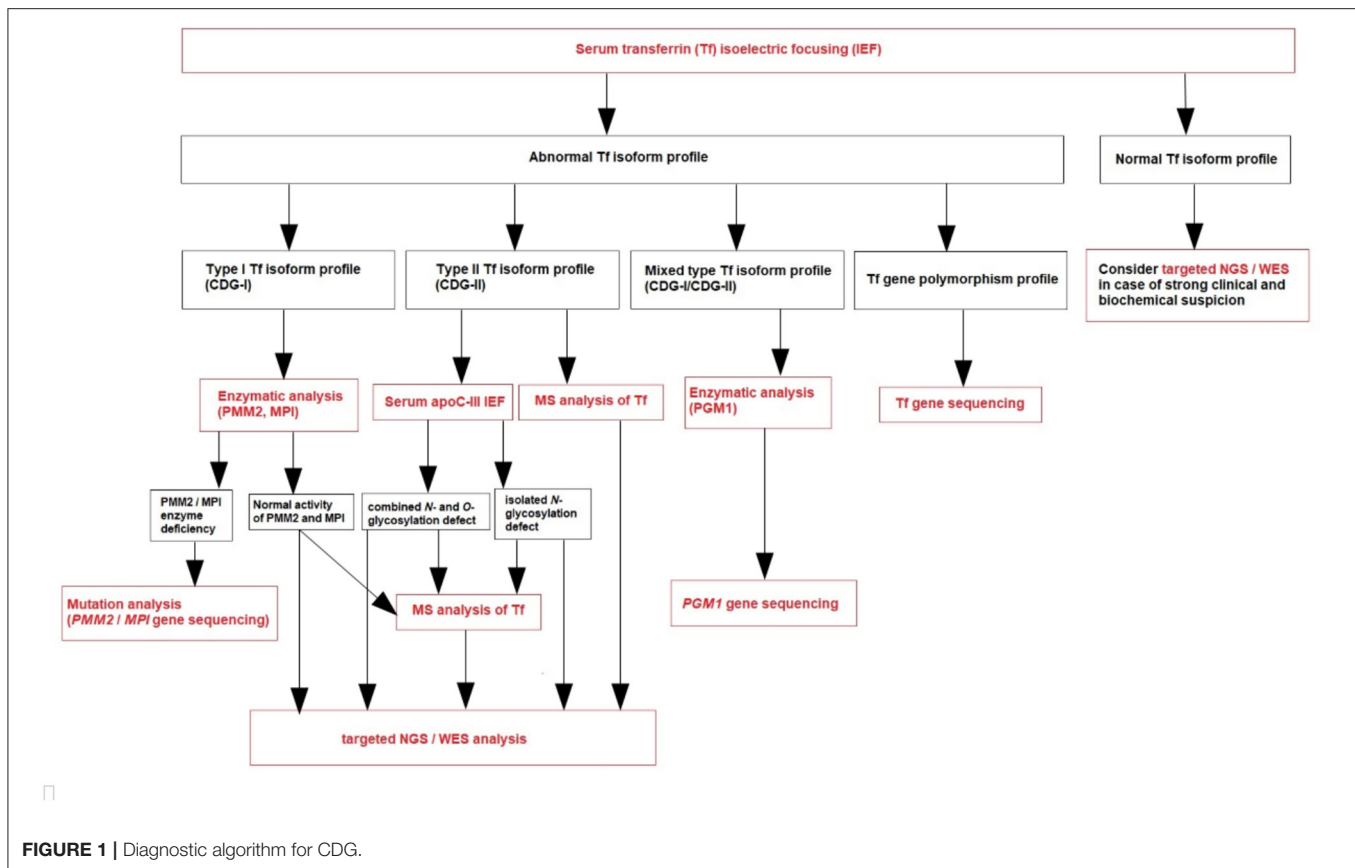 Serum transferrin (Tf) isoelectric focusing (IEF)
Abnormal Tf isoform profile
Normal Tf isoform profile
Type I Tf isoform profile
(CDG-I)
Type II Tf isoform profile
(CDG-II)
Mixed type Tf isoform profile
(CDG-I/CDG-II)
Tf gene polymorphism profile
Consider targeted NGS / WES
in case of strong clinical and
biochemical suspicion
Enzymatic analysis
(PMM2, MPI)
Serum apoC-III IEF
MS analysis of Tf
Enzymatic analysis
(PGM1)
Tf gene sequencing
PMM2 / MPI
enzyme
deficiency
Normal activity
of PMM2 and MPI
combined N- and O-
glycosylation defect
isolated N-
glycosylation
defect
Mutation analysis
(PMM2 / MPI gene sequencing)
MS analysis of Tf
PGM1 gene sequencing
targeted NGS / WES analysis
FIGURE 1 | Diagnostic algorithm for CDG.